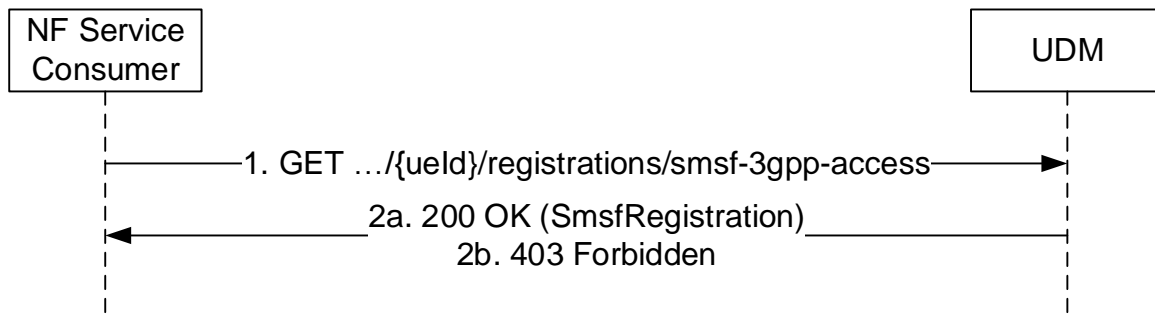 NF Service
Consumer
UDM
1. GET …/{ueId}/registrations/smsf-3gpp-access
2a. 200 OK (SmsfRegistration)
2b. 403 Forbidden